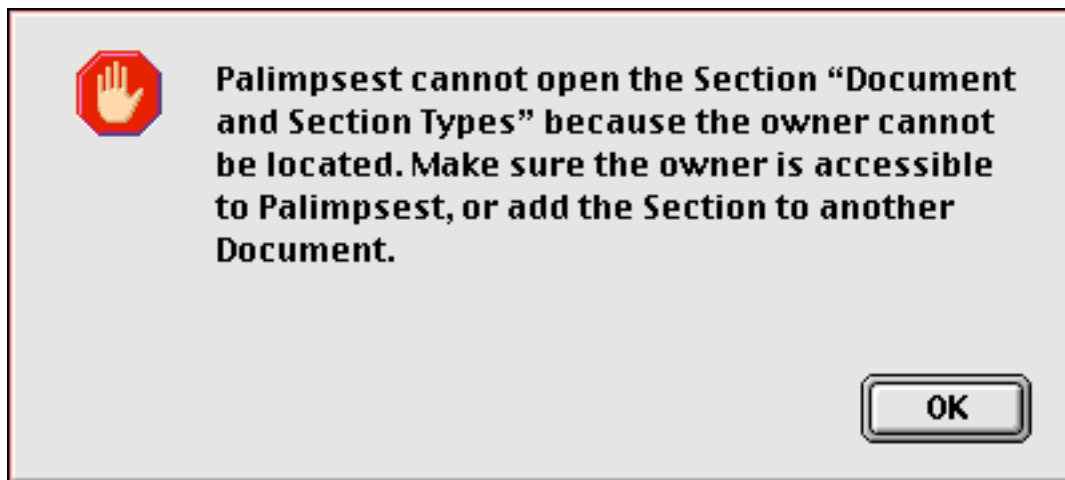 Palimpsest cannot open the Section “Document
and Section Types” because the owner cannot
be located. Make sure the owner is accessible
to Palimpsest, or add the Section to another
Document.
OK